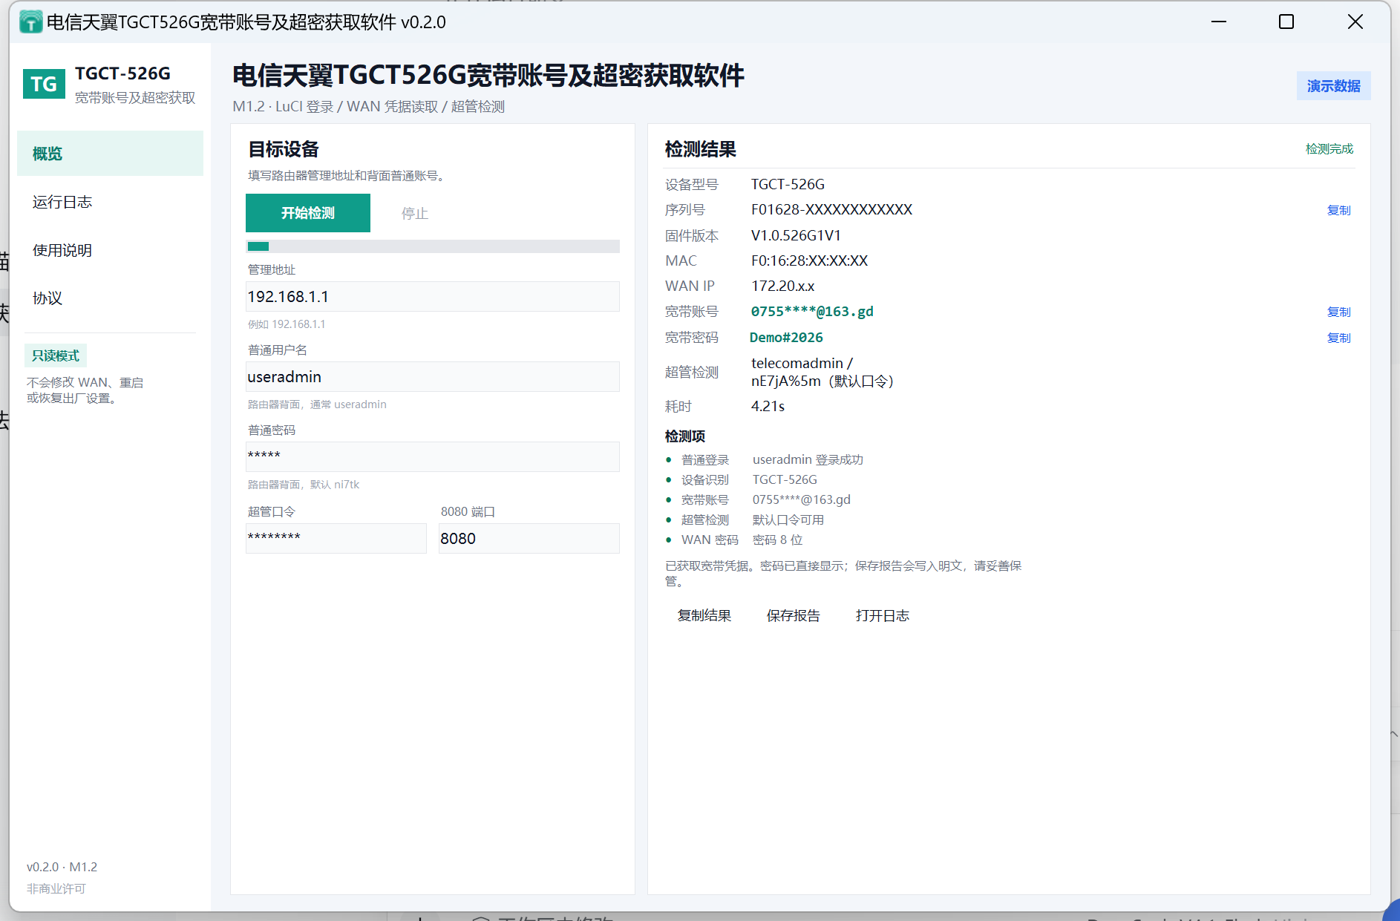 电信天翼TGCT526G宽带账号及超密获取软件 v0.2.0
TG
TGCT-526G
宽带账号及超密获取
概览
运行日志
使用说明
协议
只读模式
不会修改 WAN、重启
或恢复出厂设置。
v0.2.0 · M1.2
非商业许可
电信天翼TGCT526G宽带账号及超密获取软件
M1.2 · LuCI 登录 / WAN 凭据读取 / 超管检测
演示数据
目标设备
填写路由器管理地址和背面普通账号。
开始检测 停止
管理地址
192.168.1.1
例如 192.168.1.1
普通用户名
useradmin
路由器背面，通常 useradmin
普通密码
*****
路由器背面，默认 ni7tk
超管口令 8080 端口
******** 8080
检测结果 检测完成
设备型号 TGCT-526G
序列号 F01628-XXXXXXXXXXXX 复制
固件版本 V1.0.526G1V1
MAC F0:16:28:XX:XX:XX
WAN IP 172.20.x.x
宽带账号 0755****@163.gd 复制
宽带密码 Demo#2026 复制
超管检测 telecomadmin /
nE7jA%5m（默认口令）
耗时 4.21s
检测项
• 普通登录 useradmin 登录成功
• 设备识别 TGCT-526G
• 宽带账号 0755****@163.gd
• 超管检测 默认口令可用
• WAN 密码 密码 8 位
已获取宽带凭据。密码已直接显示；保存报告会写入明文，请妥善保
管。
复制结果 保存报告 打开日志